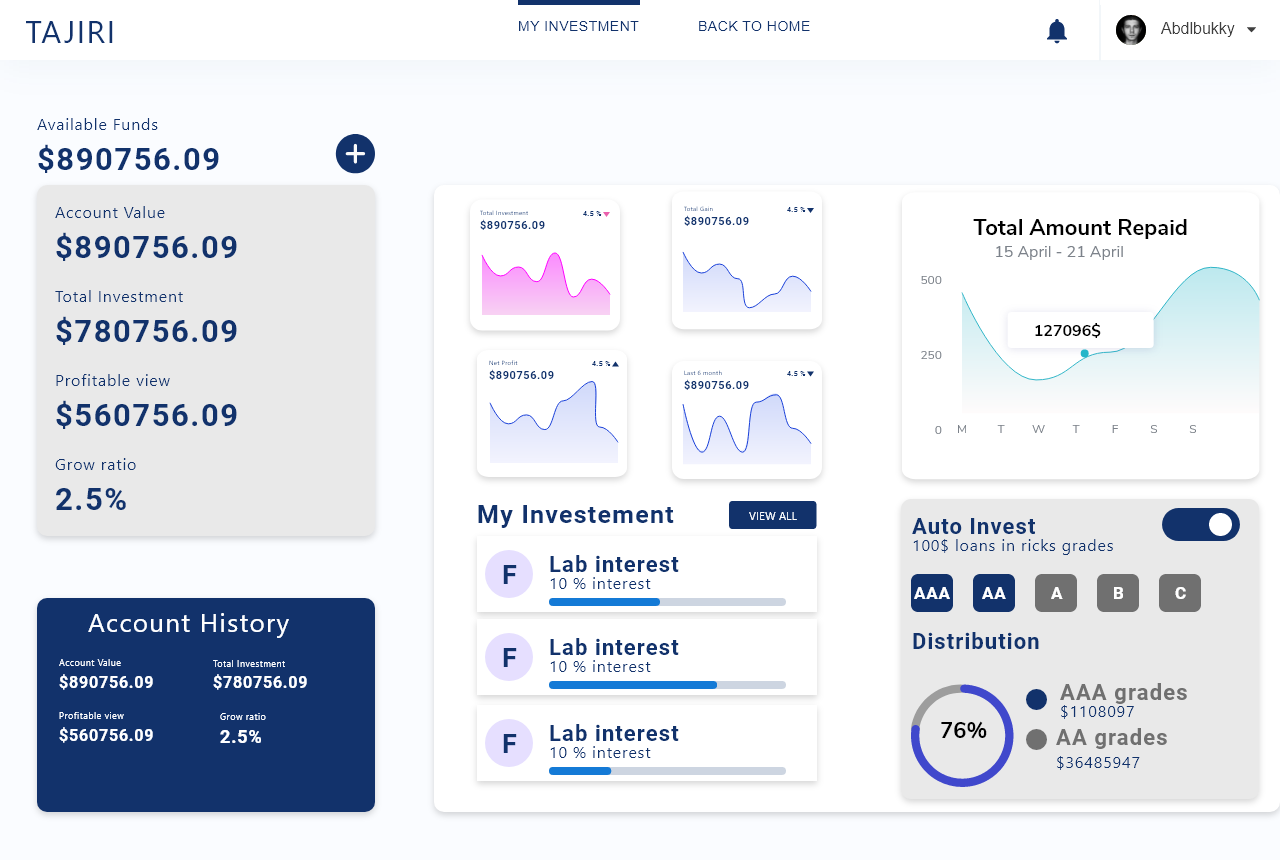 TAJIRI
MY INVESTMENT
BACK TO HOME
Abdlbukky
Available Funds
$890756.09
Account Value
$890756.09
Total Investment
$780756.09
Profitable view
$560756.09
Grow ratio
2.5%
Account History
Account Value
$890756.09
Total Investment
$780756.09
Profitable view
$560756.09
Grow ratio
2.5%
Total Investment
4.5 %
$890756.09
Total Gain
4.5 %
$890756.09
Net Profit
4.5 %
$890756.09
Last 6 month
4.5 %
$890756.09
My Investement
VIEW ALL
F
Lab interest
10 % interest
F
Lab interest
10 % interest
F
Lab interest
10 % interest
Total Amount Repaid
15 April - 21 April
500
127096$
250
0 M T W T F S S
Auto Invest
100$ loans in ricks grades
AAA AA A B C
Distribution
76%
AAA grades
$1108097
AA grades
$36485947